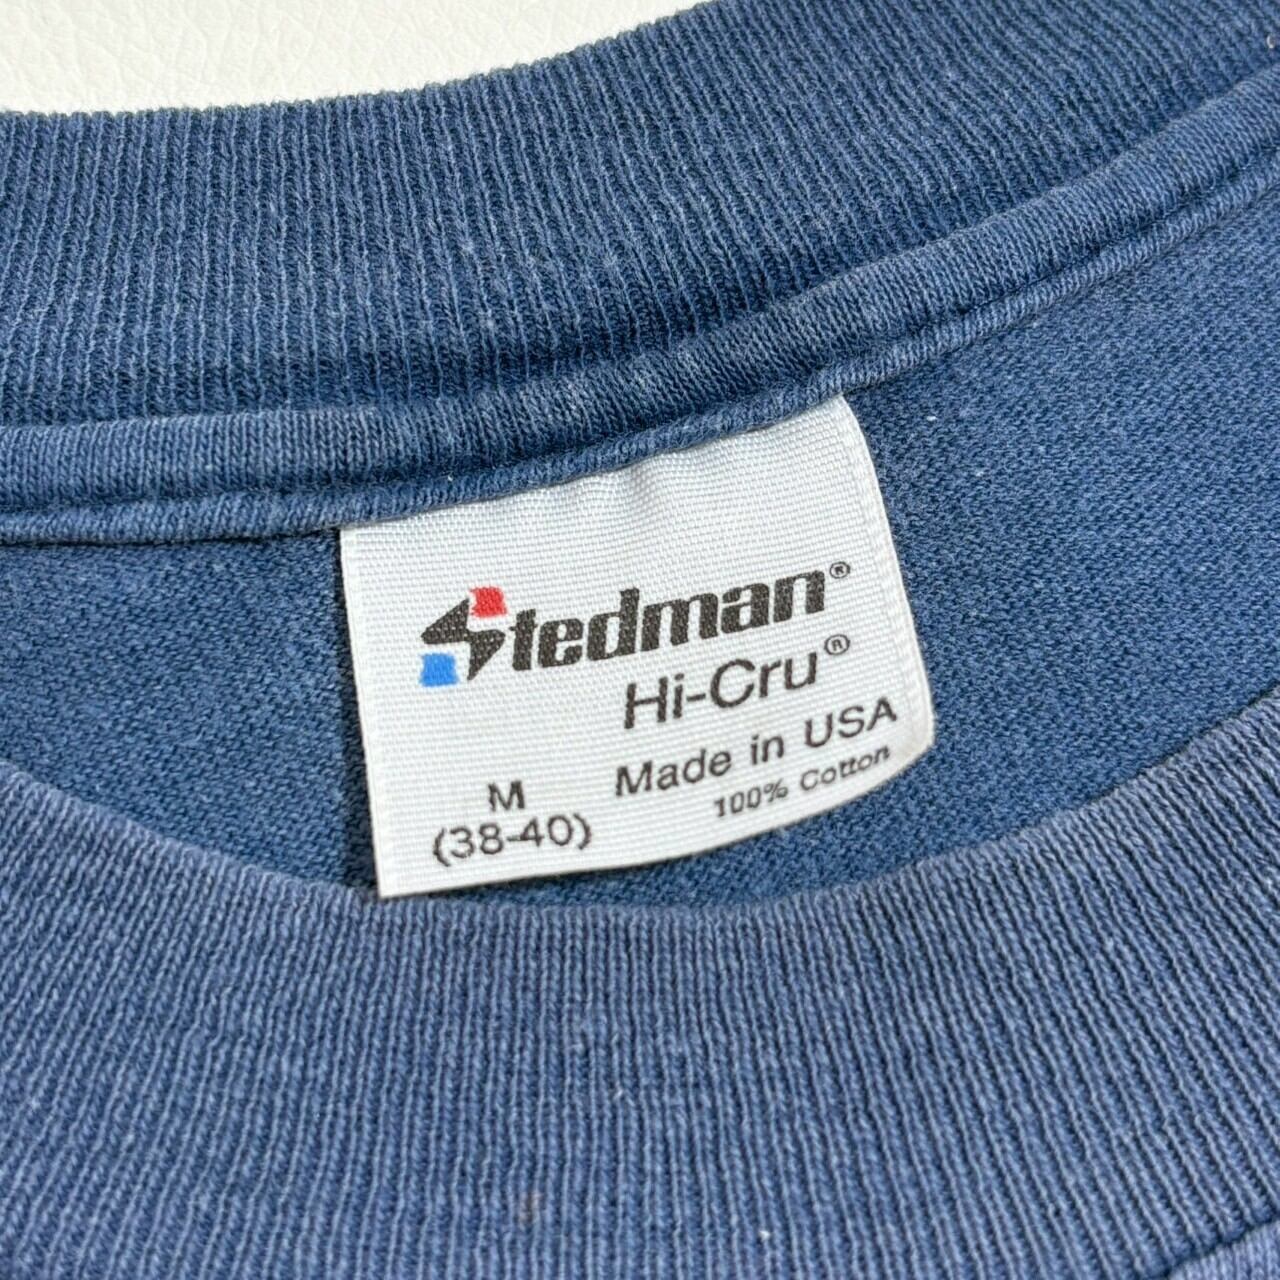 Stedman®
Hi-Cru®
Made in USA
100% Cotton
M
(38-40)